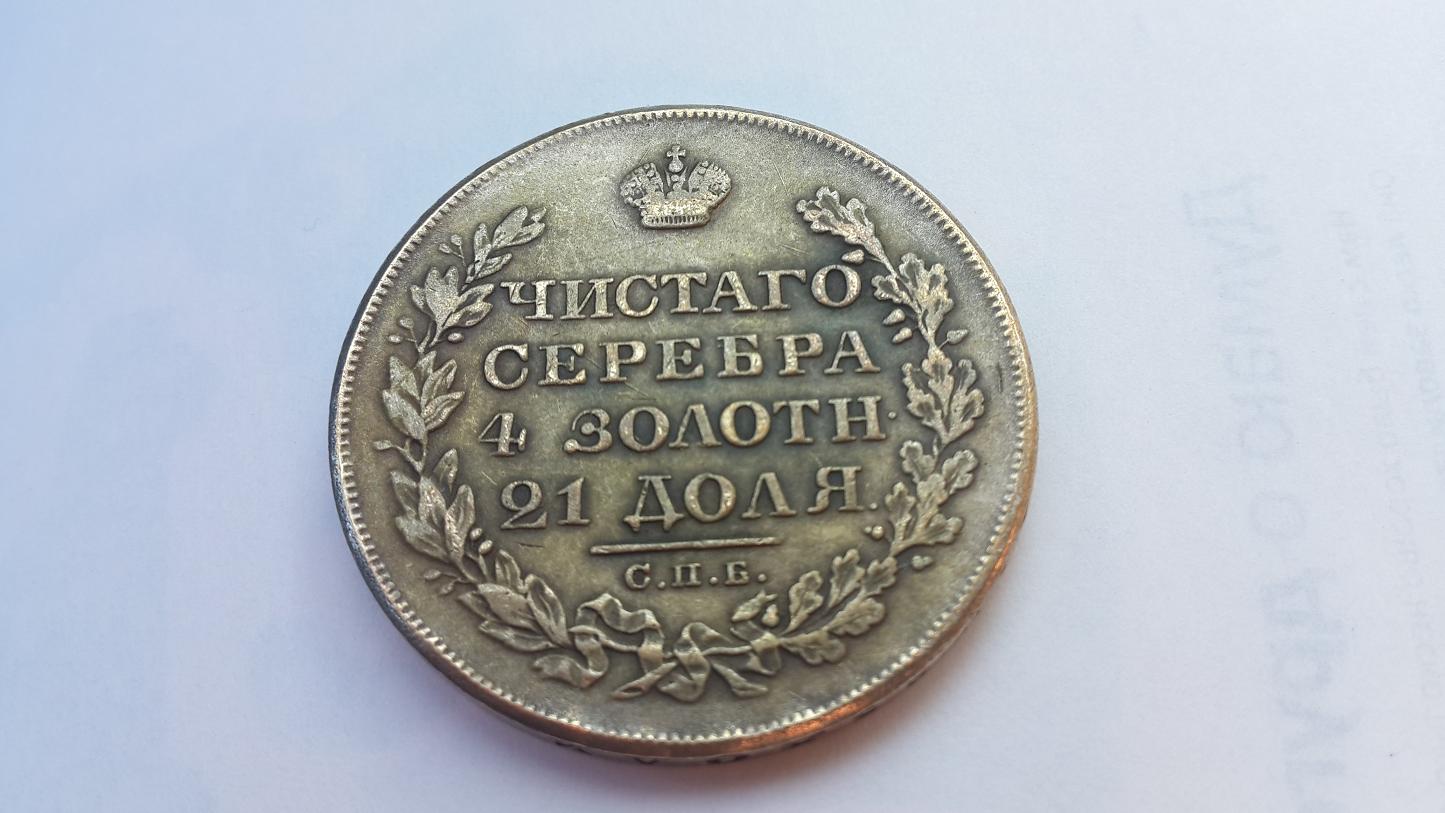 ЧИСТАГО
СЕРЕБРА
4 ЗОЛОТН·
21 ДОЛЯ.
С.П.Б.